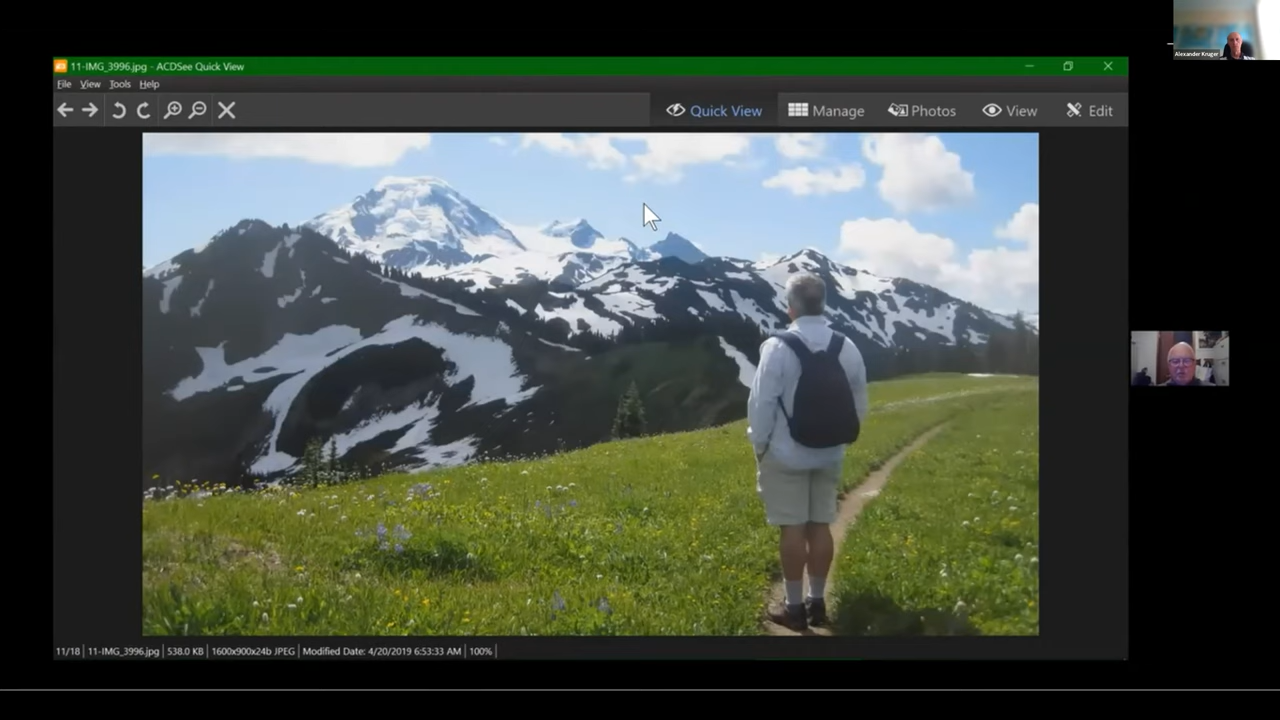 Alexander Kruger
11-IMG_3996.jpg - ACDSee Quick View
File View Tools Help
Quick View Manage Photos View Edit
11/18 11-IMG_3996.jpg 538.0 KB 1600x900x24b JPEG Modified Date: 4/20/2019 6:53:33 AM 100%